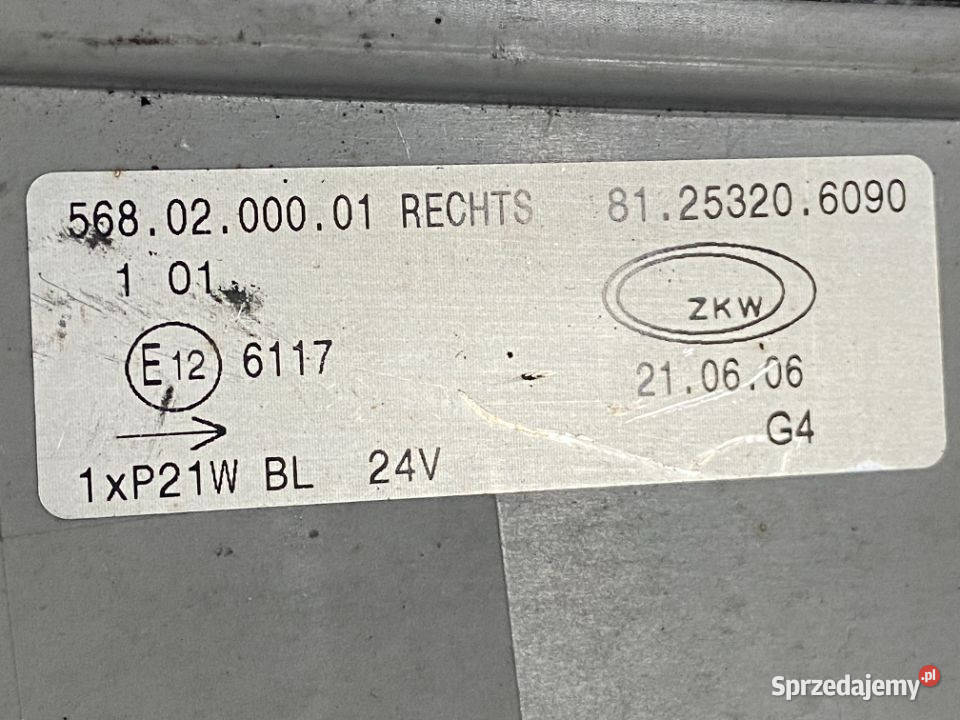 568.02.000.01 RECHTS 81.25320.6090
1 01
ZKW
E12 6117
21.06.06
G4
1xP21W BL 24V
Sprzedajemy.pl